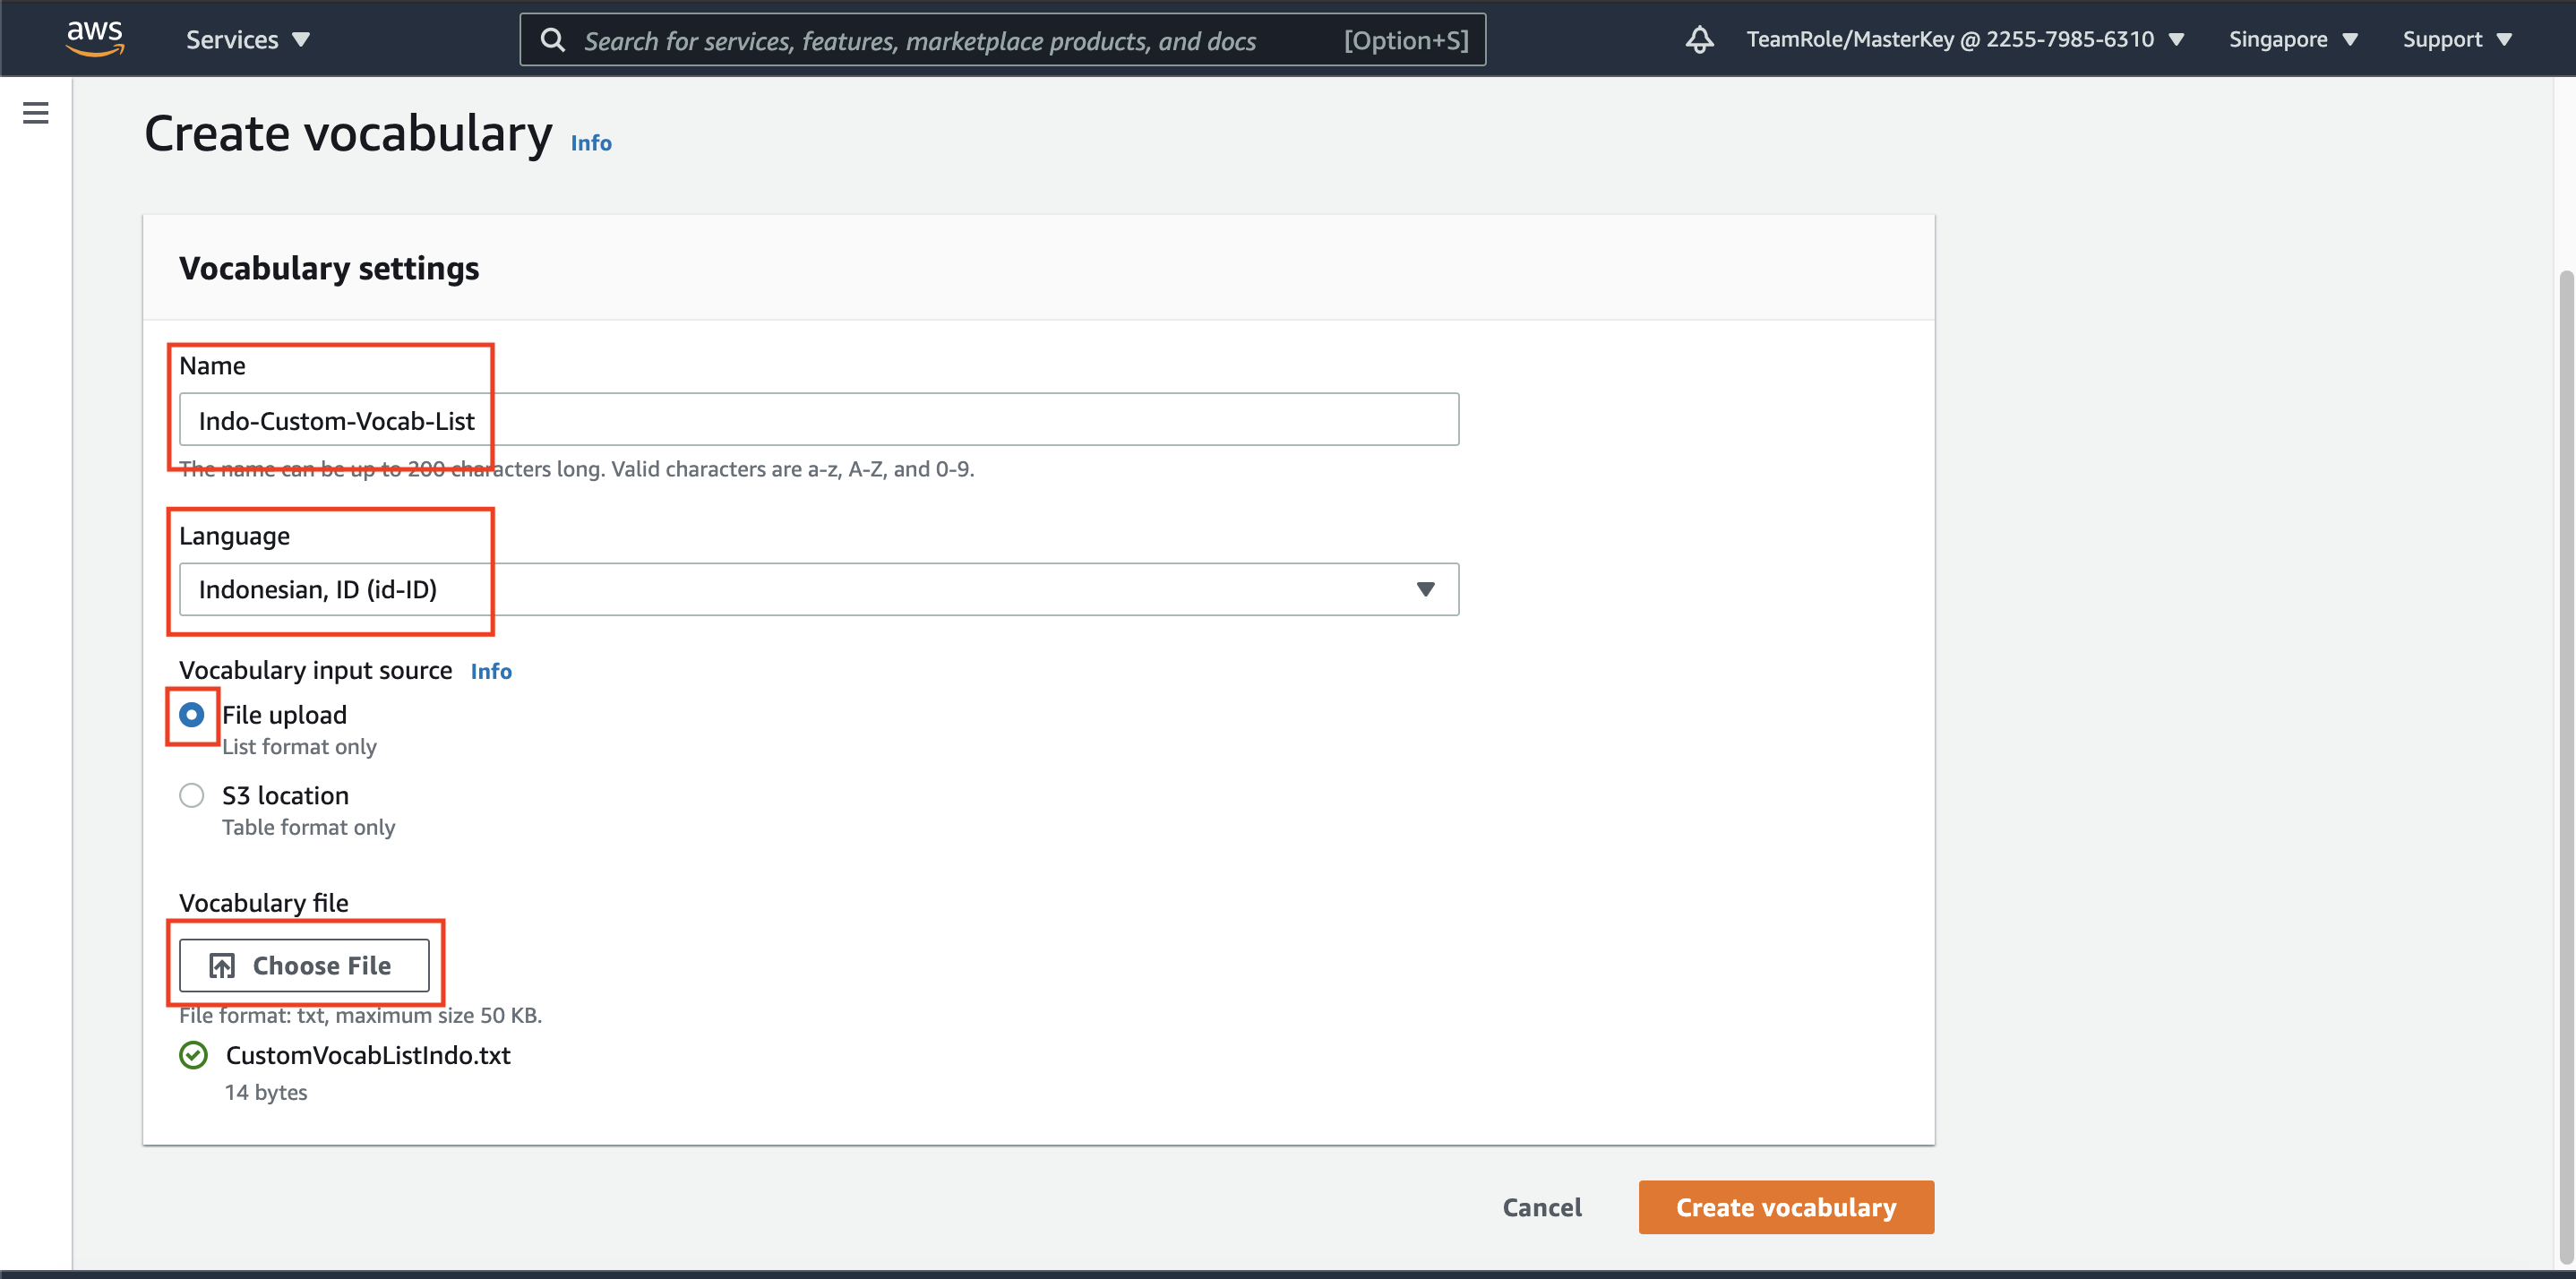 aws Services Search for services, features, marketplace products, and docs [Option+S] TeamRole/MasterKey @ 2255-7985-6310 Singapore Support
Create vocabulary Info
Vocabulary settings
Name
Indo-Custom-Vocab-List
The name can be up to 200 characters long. Valid characters are a-z, A-Z, and 0-9.
Language
Indonesian, ID (id-ID)
Vocabulary input source Info
File upload
List format only
S3 location
Table format only
Vocabulary file
Choose File
File format: txt, maximum size 50 KB.
CustomVocabListIndo.txt
14 bytes
Cancel Create vocabulary